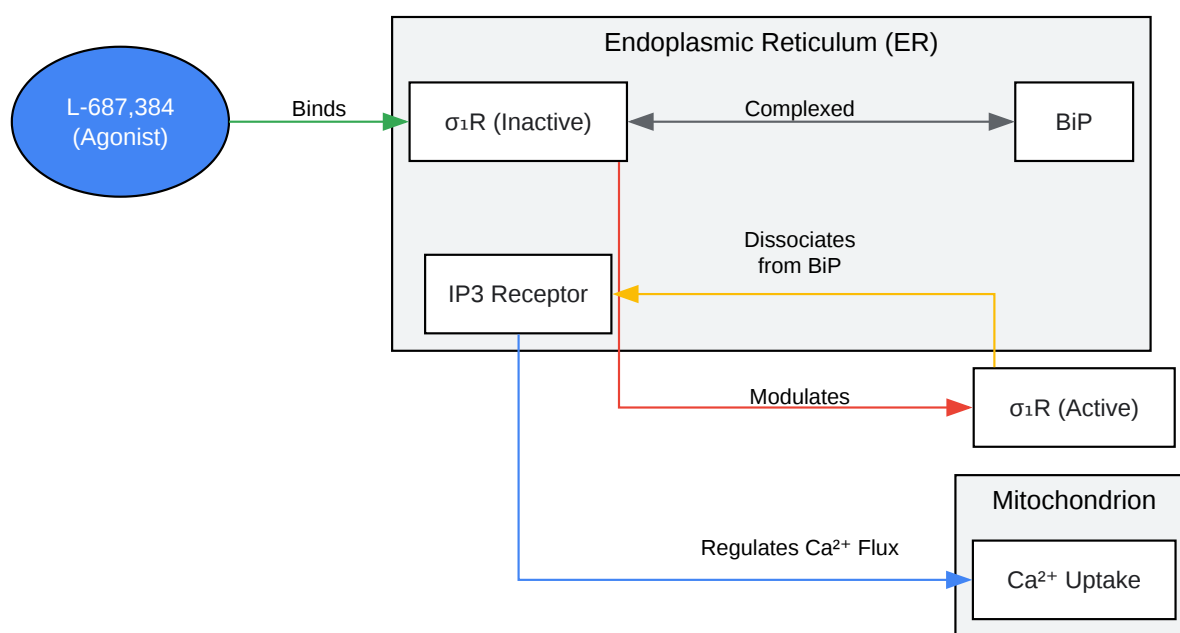 Endoplasmic Reticulum (ER)
L-687,384
(Agonist)
Binds
σ₁R (Inactive)
Complexed
BiP
Dissociates
from BiP
IP3 Receptor
Modulates
σ₁R (Active)
Mitochondrion
Regulates Ca²⁺ Flux
Ca²⁺ Uptake